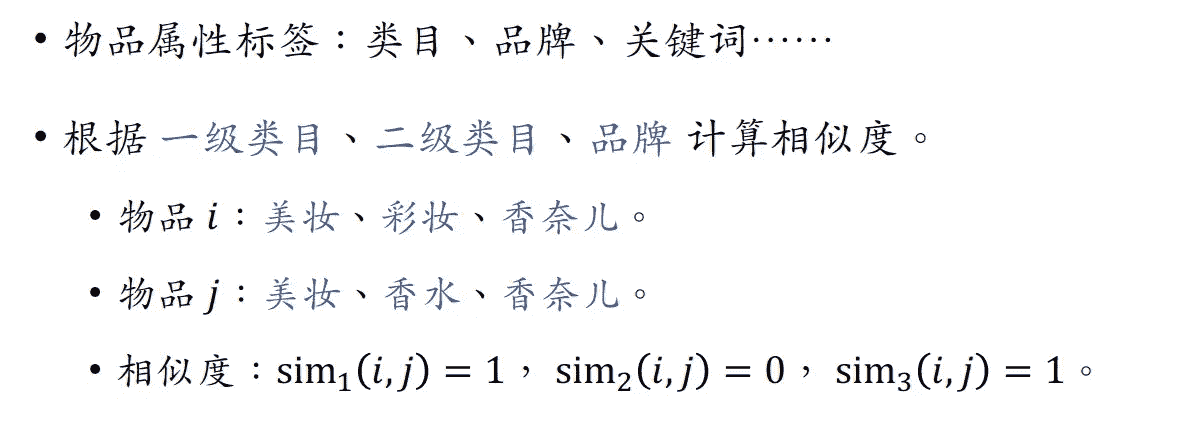 • 物品属性标签：类目、品牌、关键词……
• 根据 一级类目、二级类目、品牌 计算相似度。
• 物品 i：美妆、彩妆、香奈儿。
• 物品 j：美妆、香水、香奈儿。
• 相似度：sim₁(i,j) = 1， sim₂(i,j) = 0， sim₃(i,j) = 1。